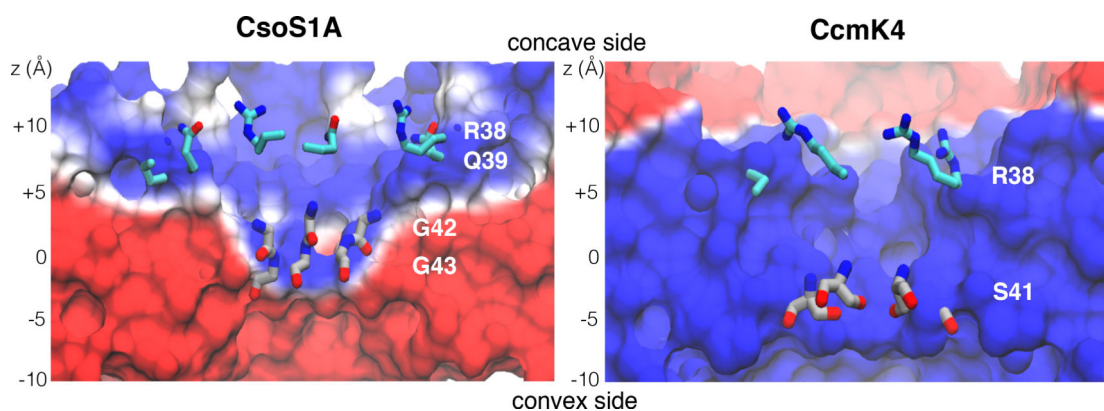 CsoS1A
CcmK4
concave side
z (Å)
+10
+5
0
-5
-10
R38
Q39
G42
G43
z (Å)
+10
+5
0
-5
-10
R38
S41
convex side